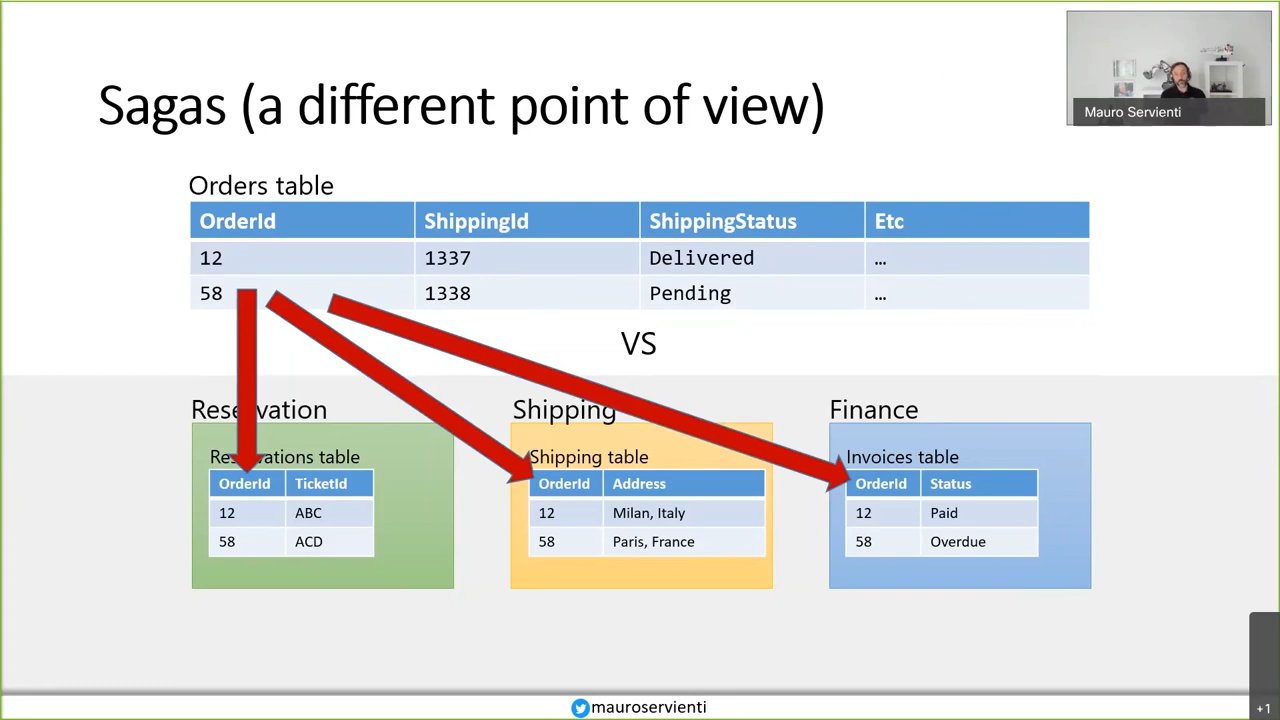 Mauro Servienti
Sagas (a different point of view)
Orders table
OrderId ShippingId ShippingStatus Etc
12 1337 Delivered …
58 1338 Pending …
VS
Reservation Shipping Finance
Reservations table Shipping table Invoices table
OrderId TicketId OrderId Address OrderId Status
12 ABC 12 Milan, Italy 12 Paid
58 ACD 58 Paris, France 58 Overdue
mauroservienti
+1